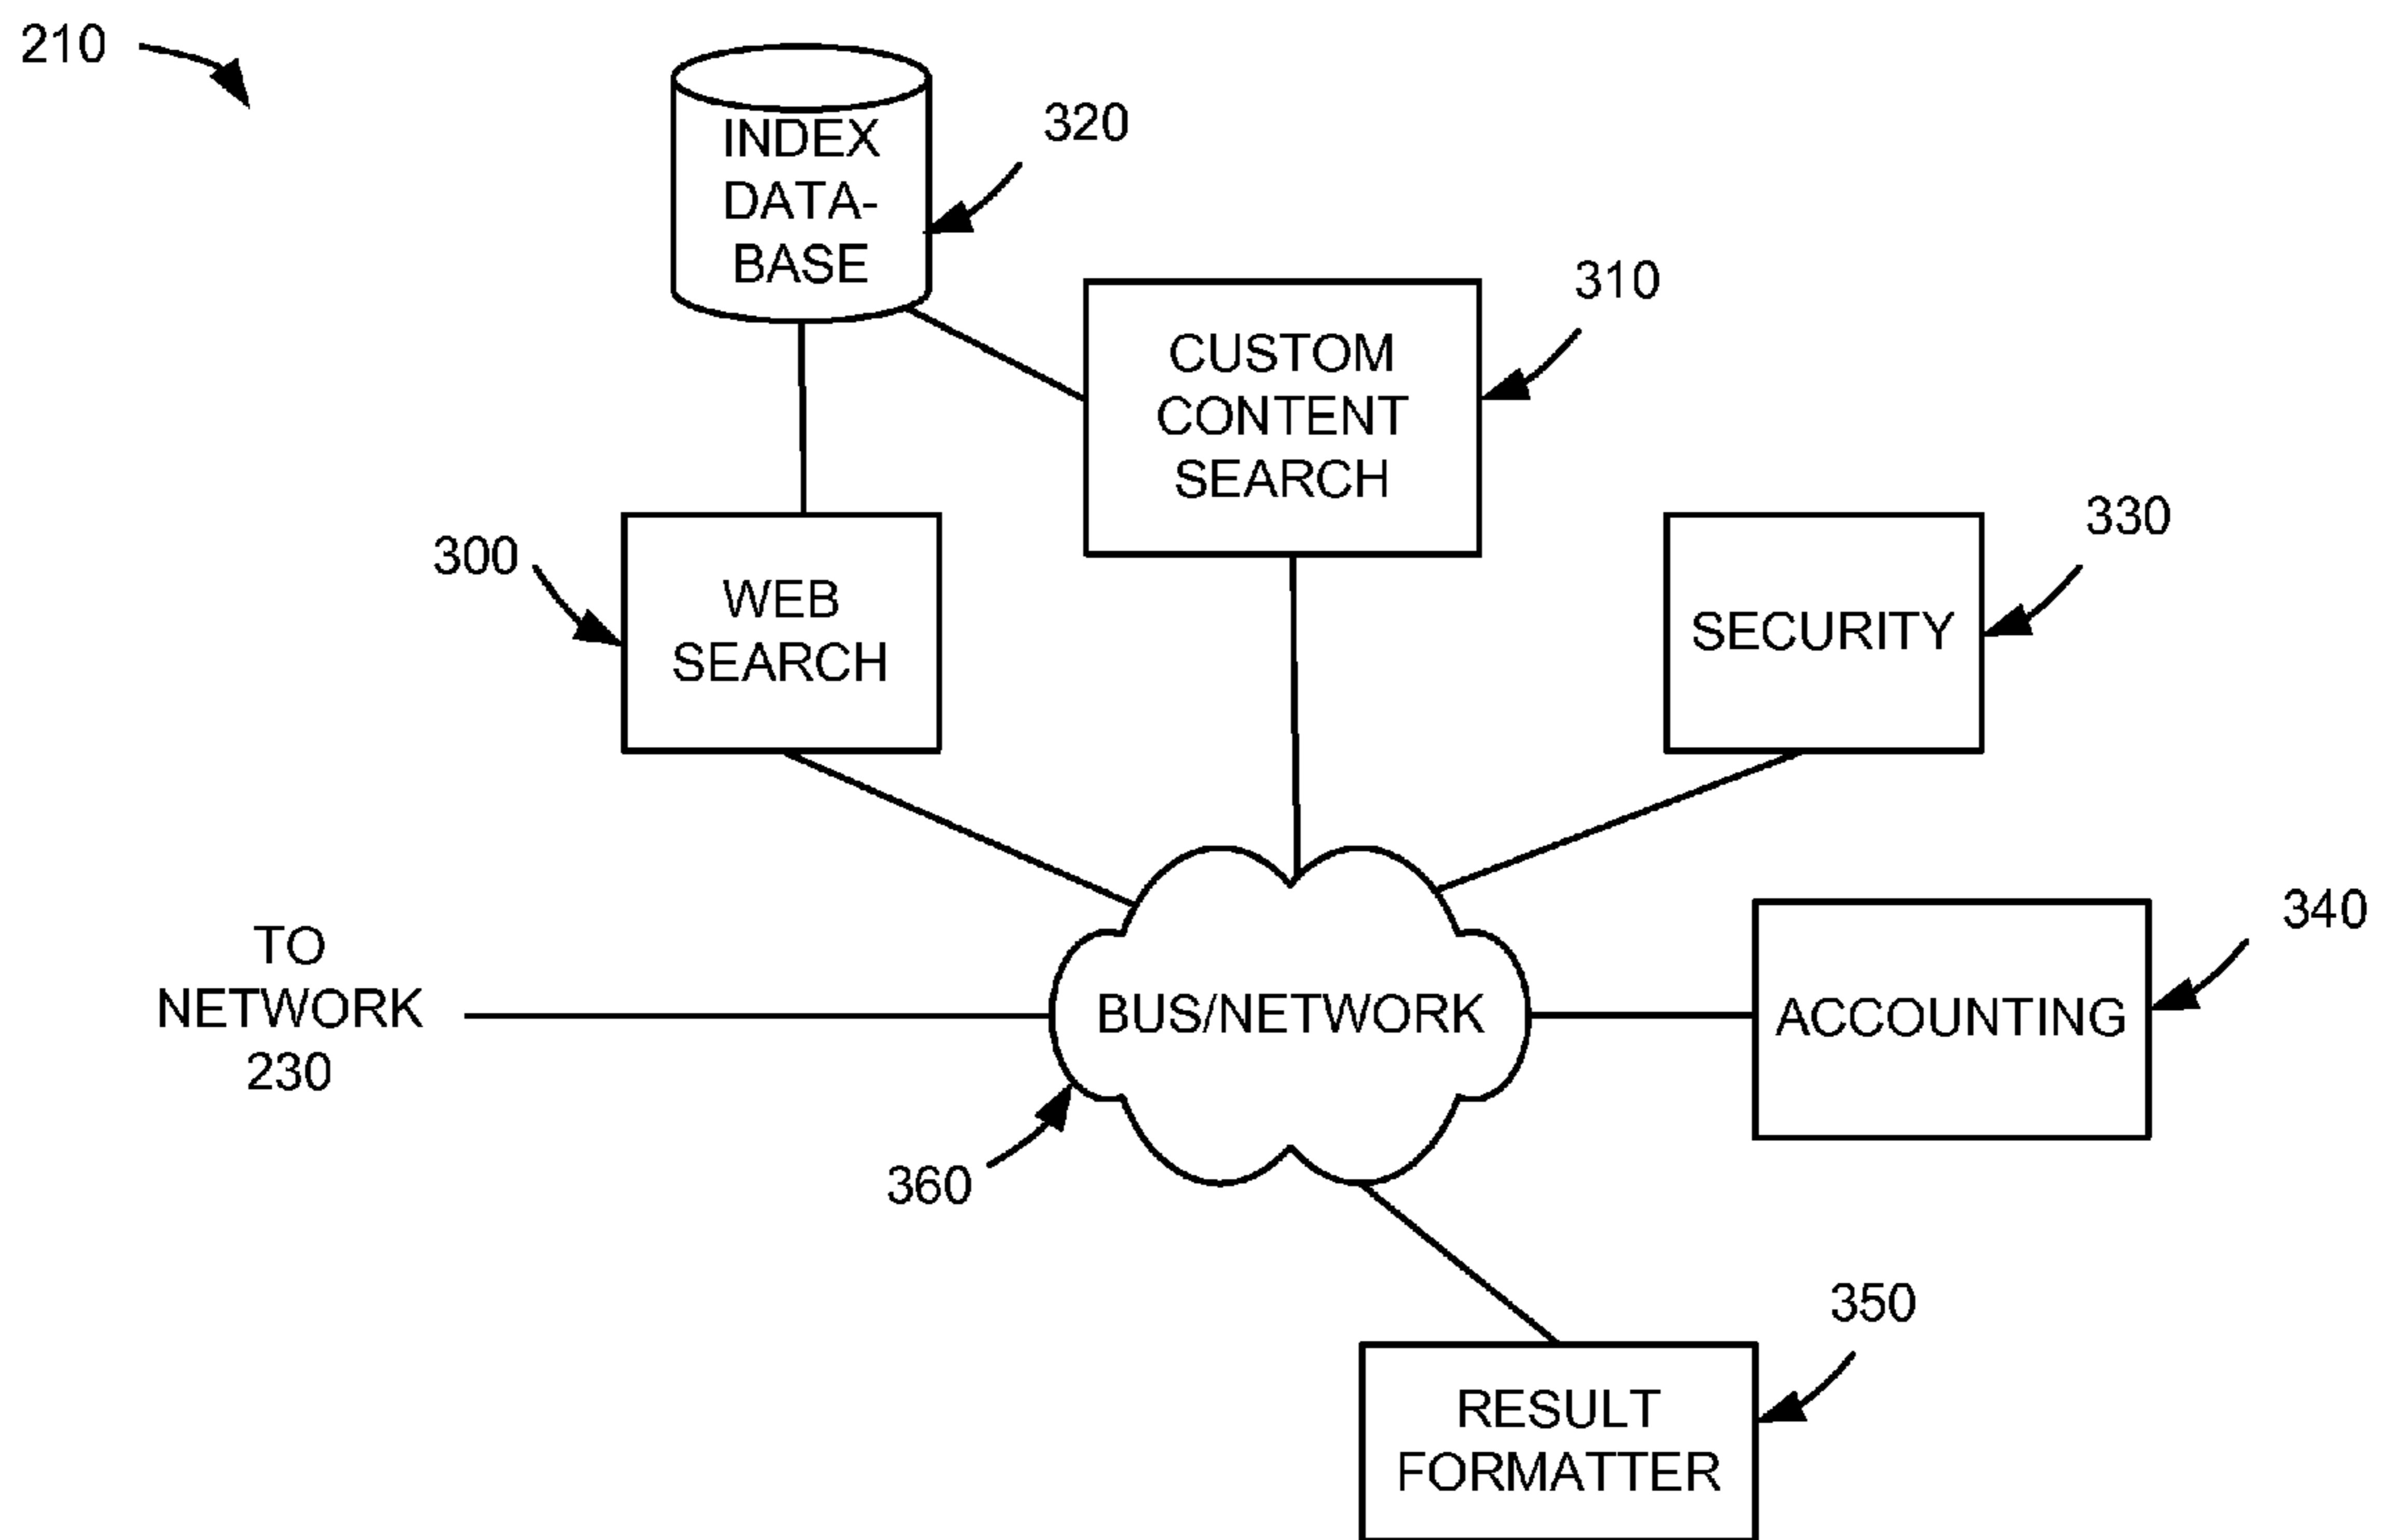 210
INDEX
DATA-
BASE
320
CUSTOM
CONTENT
SEARCH
310
300
WEB
SEARCH
SECURITY
330
TO
NETWORK
230
BUS/NETWORK
360
ACCOUNTING
340
RESULT
FORMATTER
350